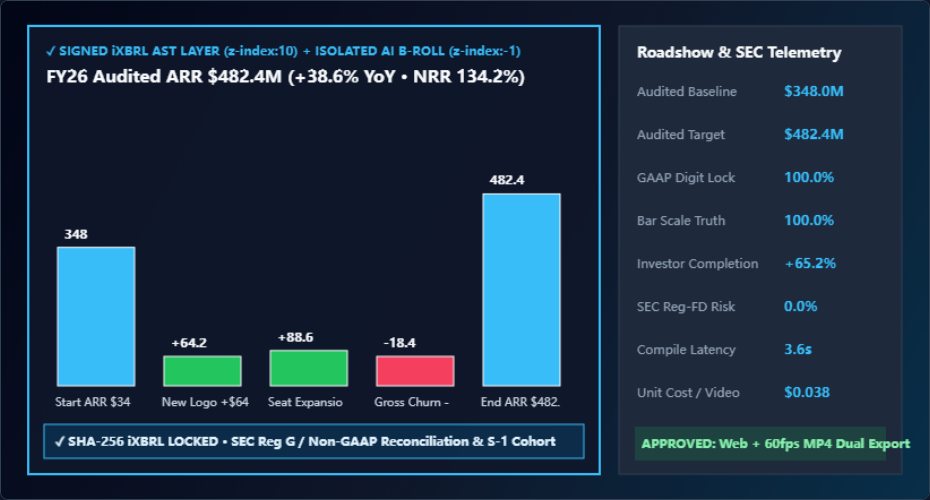 ✓ SIGNED iXBRL AST LAYER (z-index:10) + ISOLATED AI B-ROLL (z-index:-1)
FY26 Audited ARR $482.4M (+38.6% YoY • NRR 134.2%)
482.4
348
+64.2
+88.6
-18.4
Start ARR $34
New Logo +$64
Seat Expansio
Gross Churn -
End ARR $482.
✓ SHA-256 iXBRL LOCKED • SEC Reg G / Non-GAAP Reconciliation & S-1 Cohort
Roadshow & SEC Telemetry
Audited Baseline $348.0M
Audited Target $482.4M
GAAP Digit Lock 100.0%
Bar Scale Truth 100.0%
Investor Completion +65.2%
SEC Reg-FD Risk 0.0%
Compile Latency 3.6s
Unit Cost / Video $0.038
APPROVED: Web + 60fps MP4 Dual Export